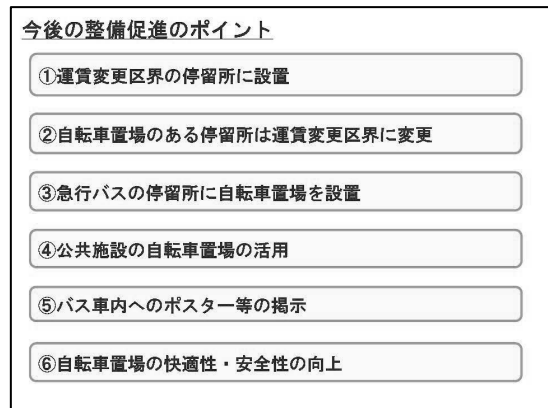 今後の整備促進のポイント
①運賃変更区界の停留所に設置
②自転車置場のある停留所は運賃変更区界に変更
③急行バスの停留所に自転車置場を設置
④公共施設の自転車置場の活用
⑤バス車内へのポスター等の掲示
⑥自転車置場の快適性・安全性の向上